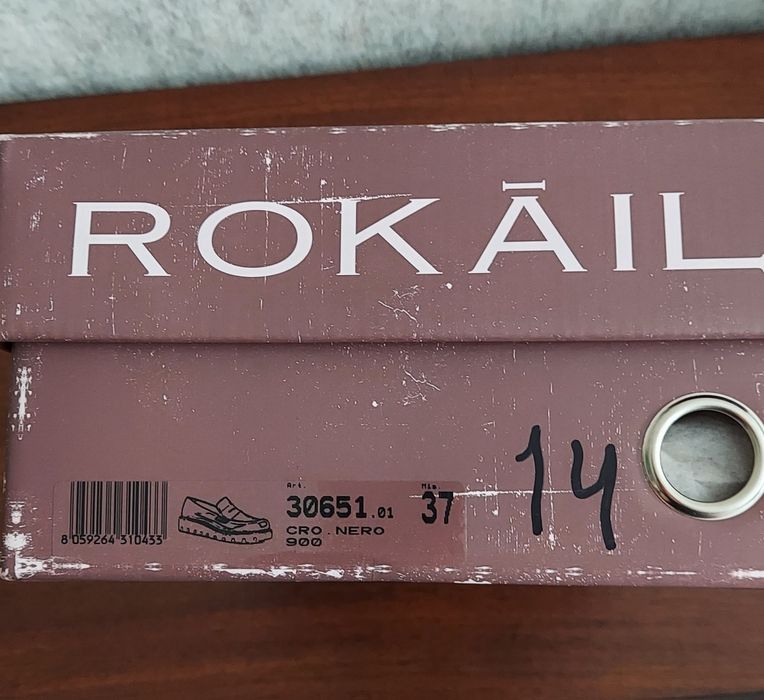 ROKĀIL
14
Art. Mis.
30651.01 37
CRO.NERO
900
8 059264 310433